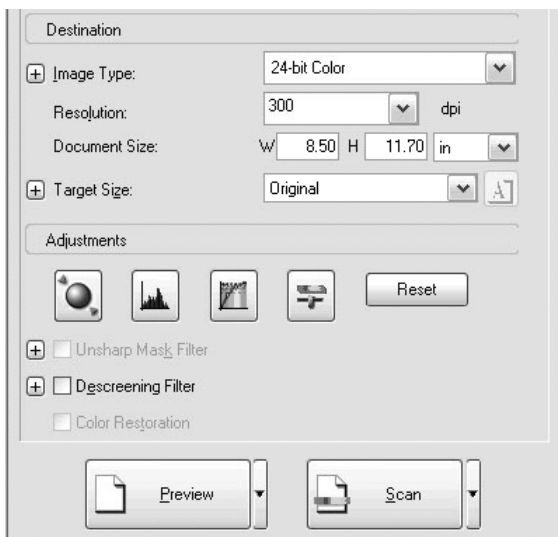 Destination
Image Type: 24-bit Color
Resolution: 300 dpi
Document Size: W 8.50 H 11.70 in
Target Size: Original A
Adjustments
Reset
Unsharp Mask Filter
Descreening Filter
Color Restoration
Preview Scan